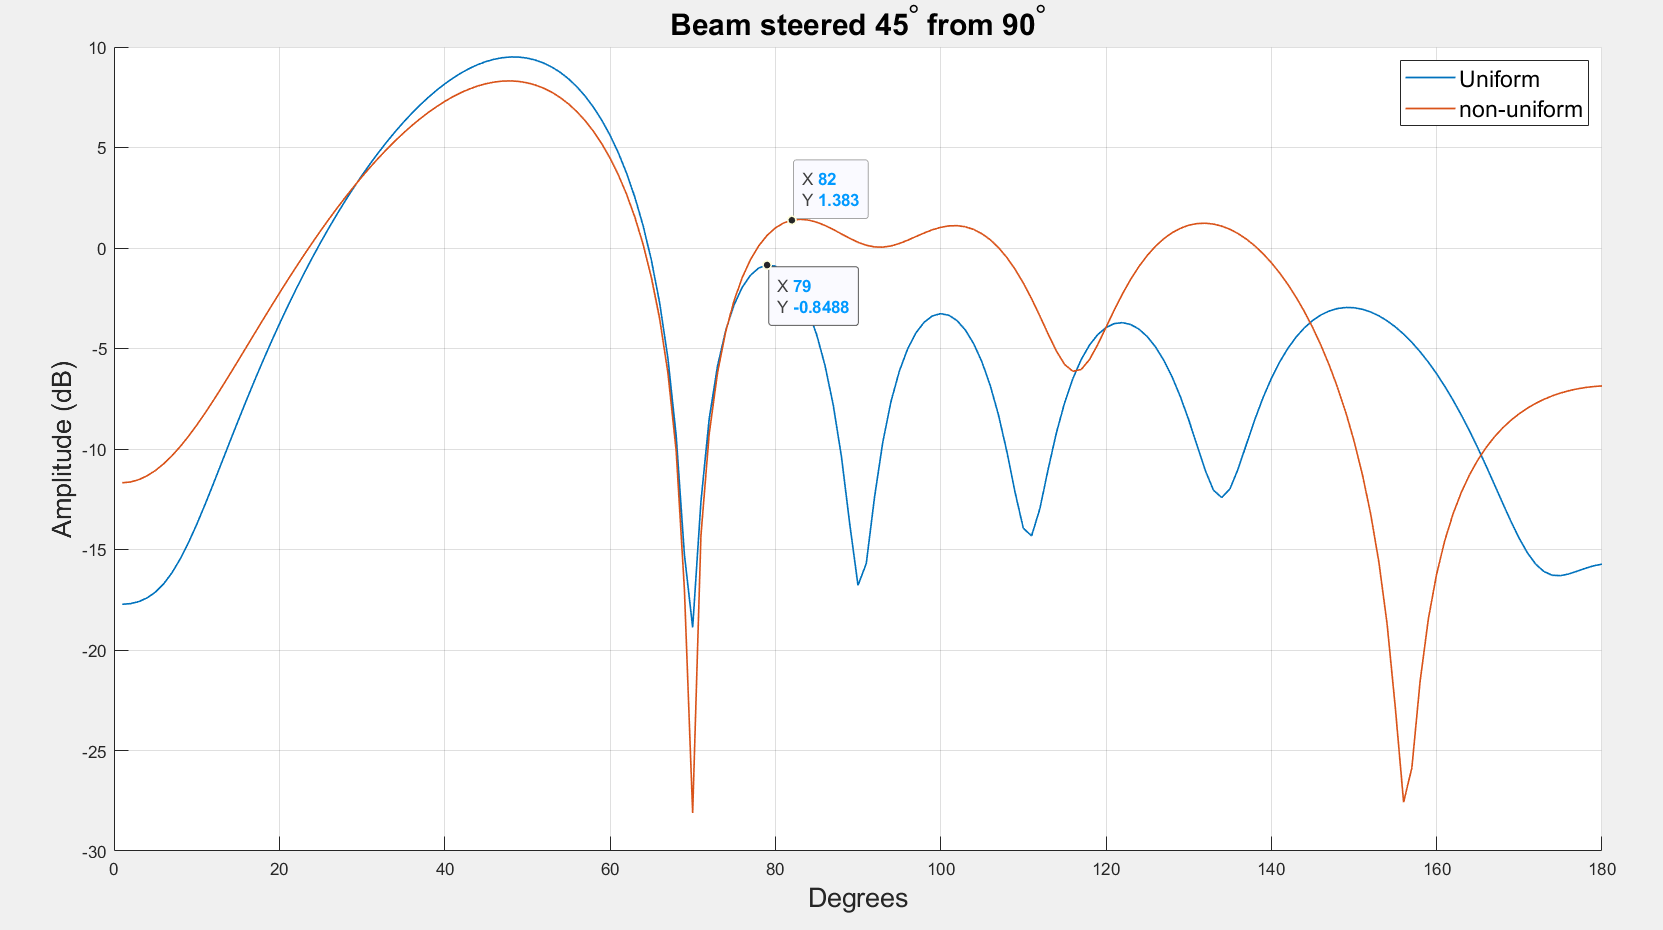 Beam steered 45° from 90°
Uniform
non-uniform
X 82
Y 1.383
X 79
Y -0.8488
10
5
0
-5
-10
-15
-20
-25
-30
Amplitude (dB)
0 20 40 60 80 100 120 140 160 180
Degrees